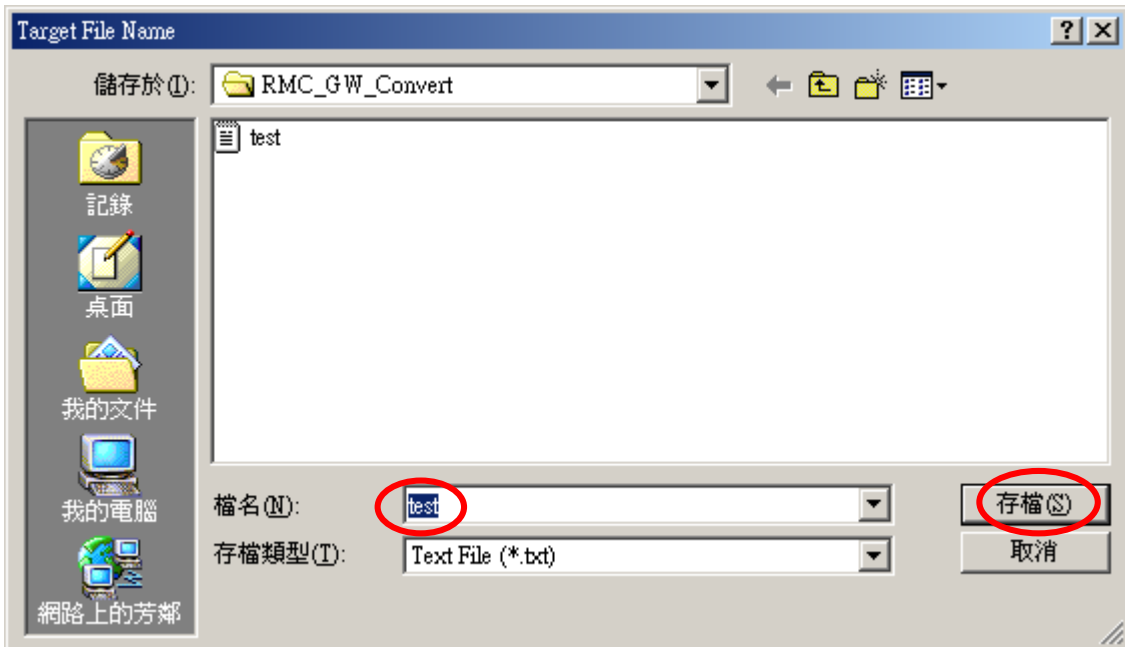 Target File Name
儲存於(I): RMC_GW_Convert
test
記錄
桌面
我的文件
我的電腦
網路上的芳鄰
檔名(N): test
存檔(S)
存檔類型(T): Text File (*.txt)
取消